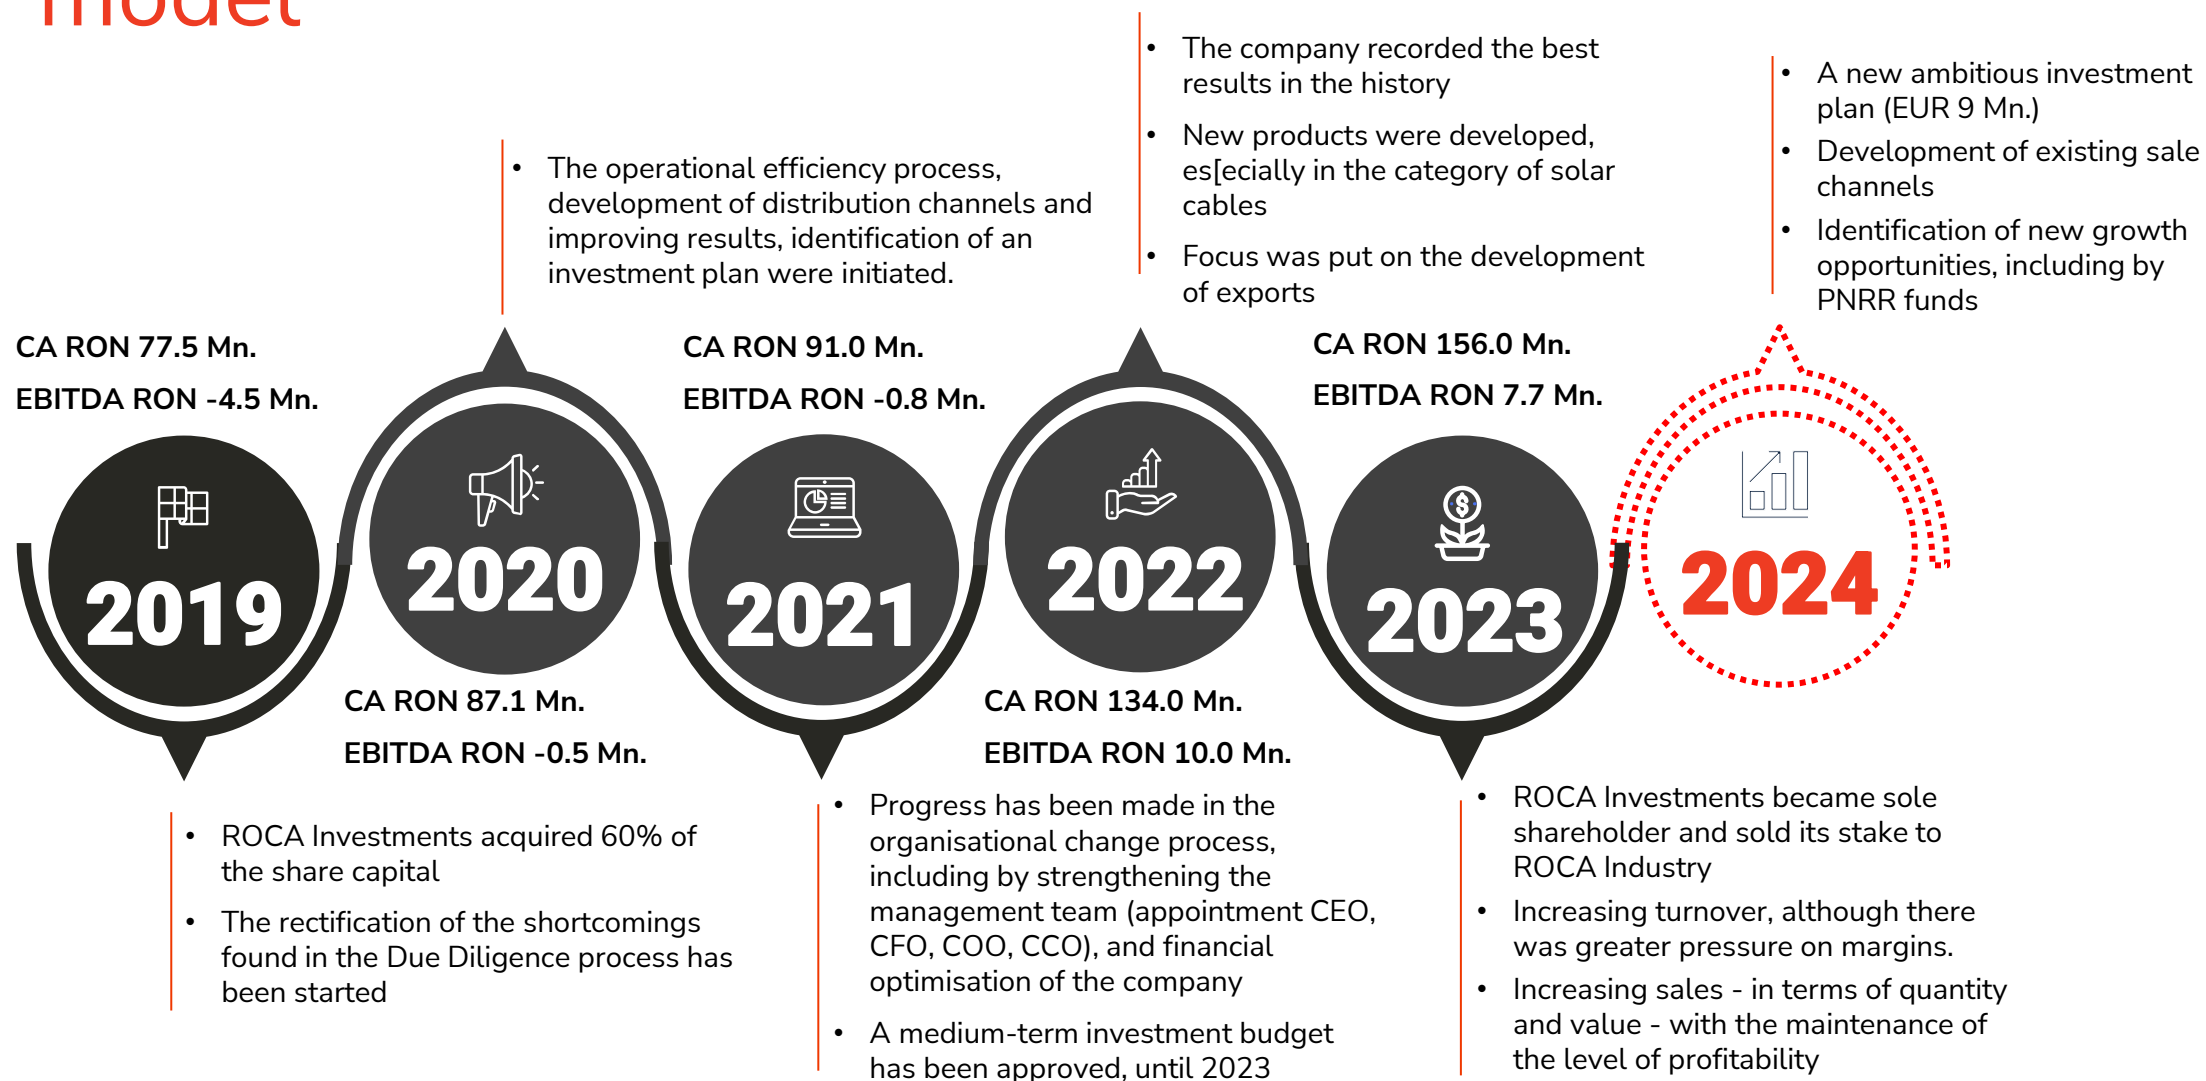 model
• The company recorded the best
results in the history
• New products were developed,
es[ecially in the category of solar
cables
• Focus was put on the development
of exports
• A new ambitious investment
plan (EUR 9 Mn.)
• Development of existing sale
channels
• Identification of new growth
opportunities, including by
PNRR funds
• The operational efficiency process,
development of distribution channels and
improving results, identification of an
investment plan were initiated.
CA RON 77.5 Mn.
EBITDA RON -4.5 Mn.
CA RON 91.0 Mn.
EBITDA RON -0.8 Mn.
CA RON 156.0 Mn.
EBITDA RON 7.7 Mn.
2019
2020
2021
2022
2023
2024
CA RON 87.1 Mn.
EBITDA RON -0.5 Mn.
CA RON 134.0 Mn.
EBITDA RON 10.0 Mn.
• ROCA Investments acquired 60% of
the share capital
• The rectification of the shortcomings
found in the Due Diligence process has
been started
• Progress has been made in the
organisational change process,
including by strengthening the
management team (appointment CEO,
CFO, COO, CCO), and financial
optimisation of the company
• A medium-term investment budget
has been approved, until 2023
• ROCA Investments became sole
shareholder and sold its stake to
ROCA Industry
• Increasing turnover, although there
was greater pressure on margins.
• Increasing sales - in terms of quantity
and value - with the maintenance of
the level of profitability